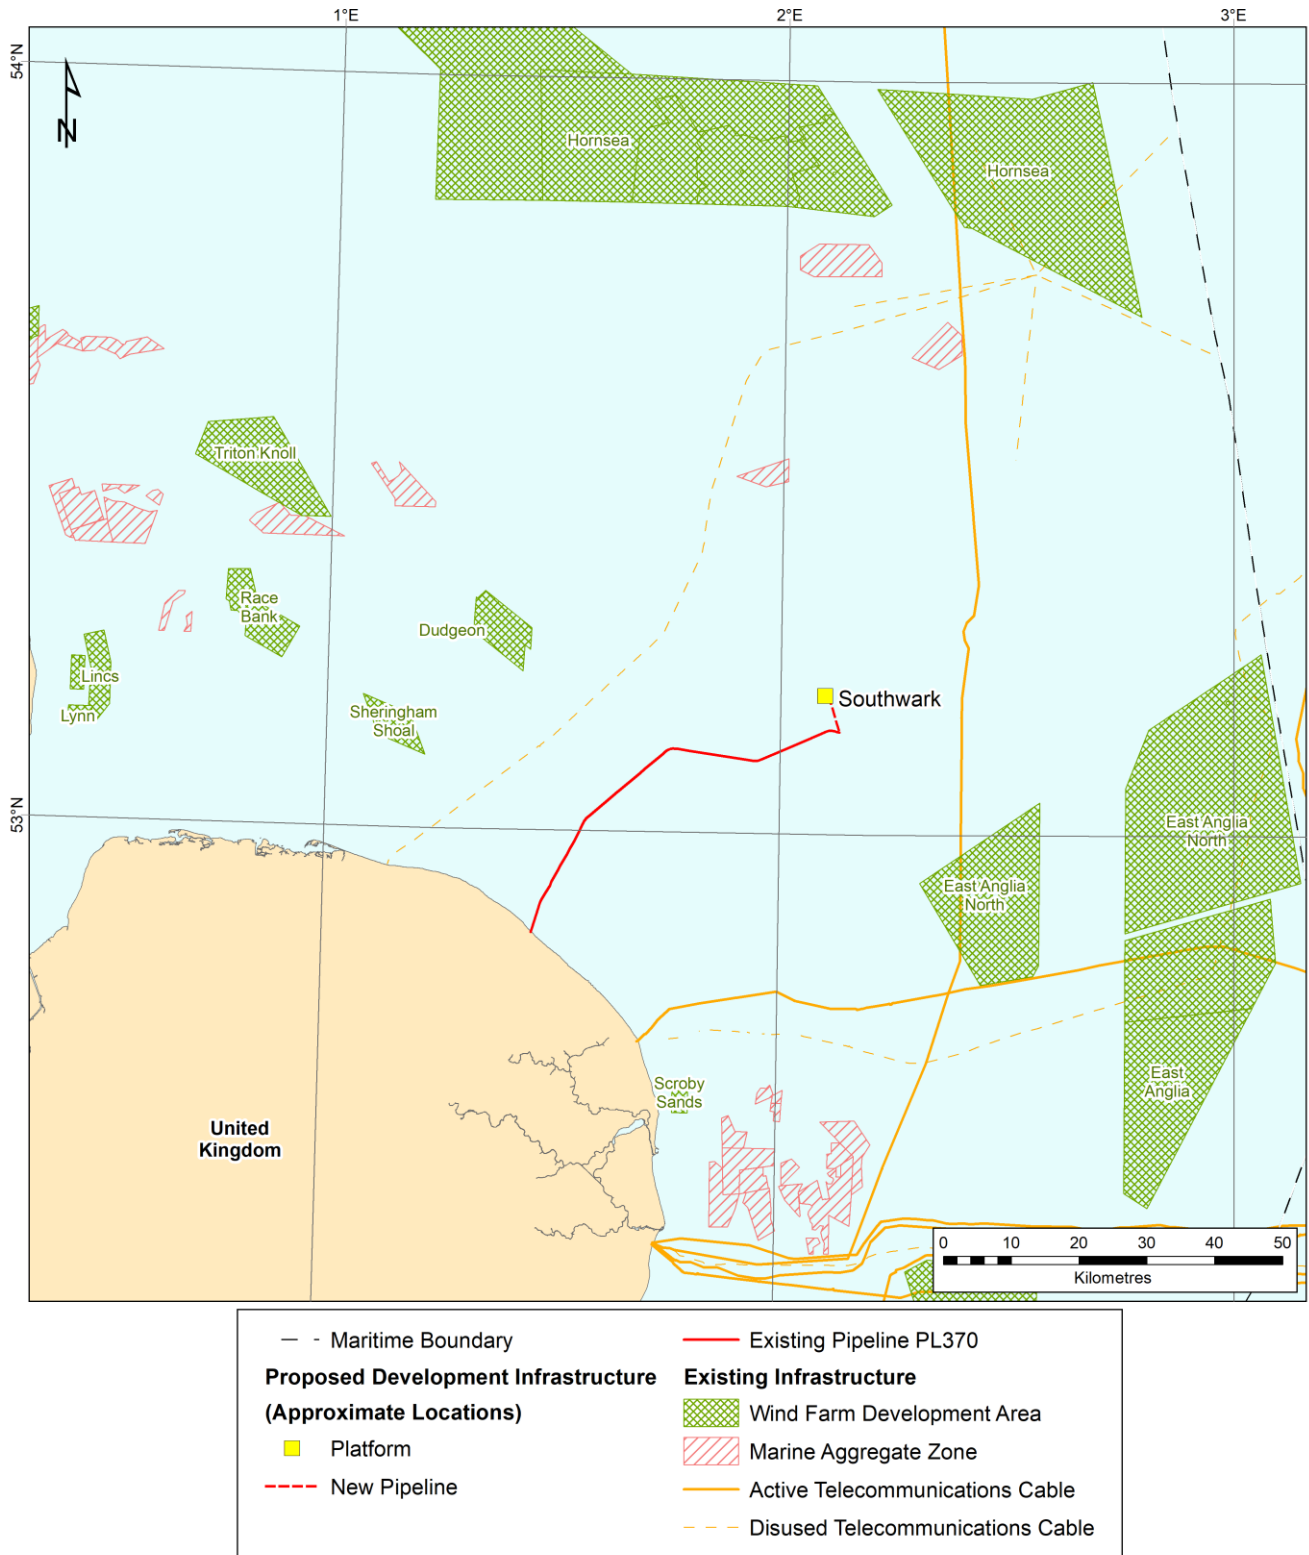 1°E
2°E
3°E
54°N
N
Hornsea
Hornsea
Triton Knoll
Race
Bank
Dudgeon
Lincs
Lynn
Sheringham
Shoal
Southwark
53°N
East Anglia
North
East Anglia
North
East
Anglia
Scroby
Sands
United
Kingdom
0 10 20 30 40 50
Kilometres
Maritime Boundary
Proposed Development Infrastructure
(Approximate Locations)
Platform
New Pipeline
Existing Pipeline PL370
Existing Infrastructure
Wind Farm Development Area
Marine Aggregate Zone
Active Telecommunications Cable
Disused Telecommunications Cable